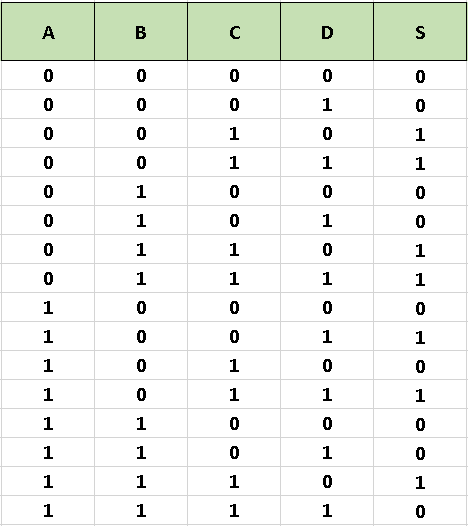 A B C D S
0 0 0 0 0
0 0 0 1 0
0 0 1 0 1
0 0 1 1 1
0 1 0 0 0
0 1 0 1 0
0 1 1 0 1
0 1 1 1 1
1 0 0 0 0
1 0 0 1 1
1 0 1 0 0
1 0 1 1 1
1 1 0 0 0
1 1 0 1 0
1 1 1 0 1
1 1 1 1 0